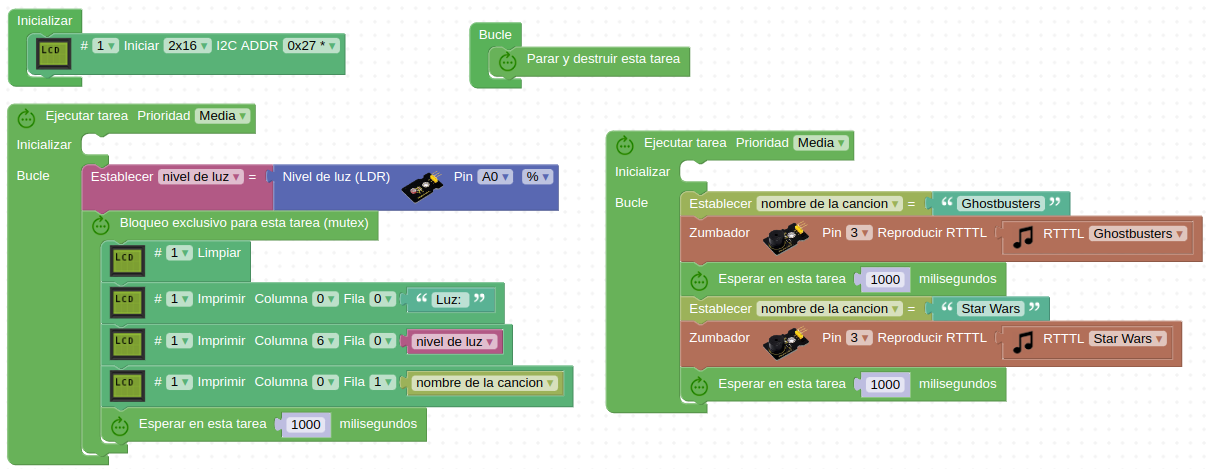 Inicializar
LCD # 1 Iniciar 2x16 I2C ADDR 0x27 *
Bucle
Parar y destruir esta tarea
Ejecutar tarea Prioridad Media
Inicializar
Bucle
Establecer nivel de luz = Nivel de luz (LDR) Pin A0 %
Bloqueo exclusivo para esta tarea (mutex)
LCD # 1 Limpiar
LCD # 1 Imprimir Columna 0 Fila 0 “ Luz: ”
LCD # 1 Imprimir Columna 6 Fila 0 nivel de luz
LCD # 1 Imprimir Columna 0 Fila 1 nombre de la cancion
Esperar en esta tarea 1000 milisegundos
Ejecutar tarea Prioridad Media
Inicializar
Bucle
Establecer nombre de la cancion = “ Ghostbusters ”
Zumbador Pin 3 Reproducir RTTTL RTTTL Ghostbusters
Esperar en esta tarea 1000 milisegundos
Establecer nombre de la cancion = “ Star Wars ”
Zumbador Pin 3 Reproducir RTTTL RTTTL Star Wars
Esperar en esta tarea 1000 milisegundos